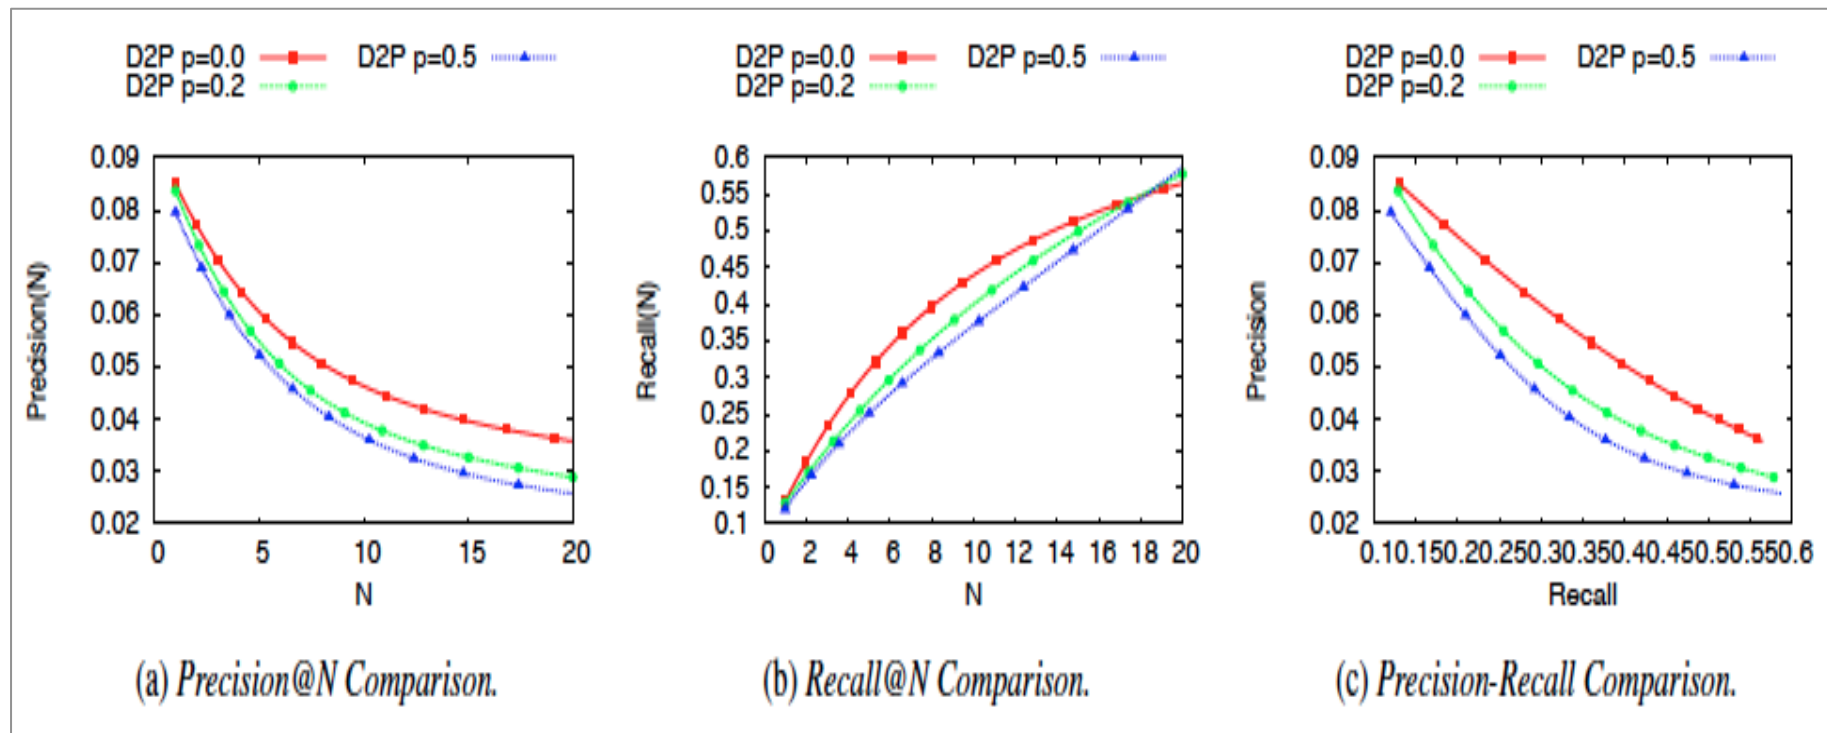 D2P p=0.0 D2P p=0.5
D2P p=0.2
0.09
0.08
0.07
0.06
0.05
0.04
0.03
0.02
Precision(N)
0 5 10 15 20
N
(a) Precision@N Comparison.
D2P p=0.0 D2P p=0.5
D2P p=0.2
0.6
0.55
0.5
0.45
0.4
0.35
0.3
0.25
0.2
0.15
0.1
Recall(N)
0 2 4 6 8 10 12 14 16 18 20
N
(b) Recall@N Comparison.
D2P p=0.0 D2P p=0.5
D2P p=0.2
0.09
0.08
0.07
0.06
0.05
0.04
0.03
0.02
Precision
0.10.150.20.250.30.350.40.450.50.550.6
Recall
(c) Precision-Recall Comparison.